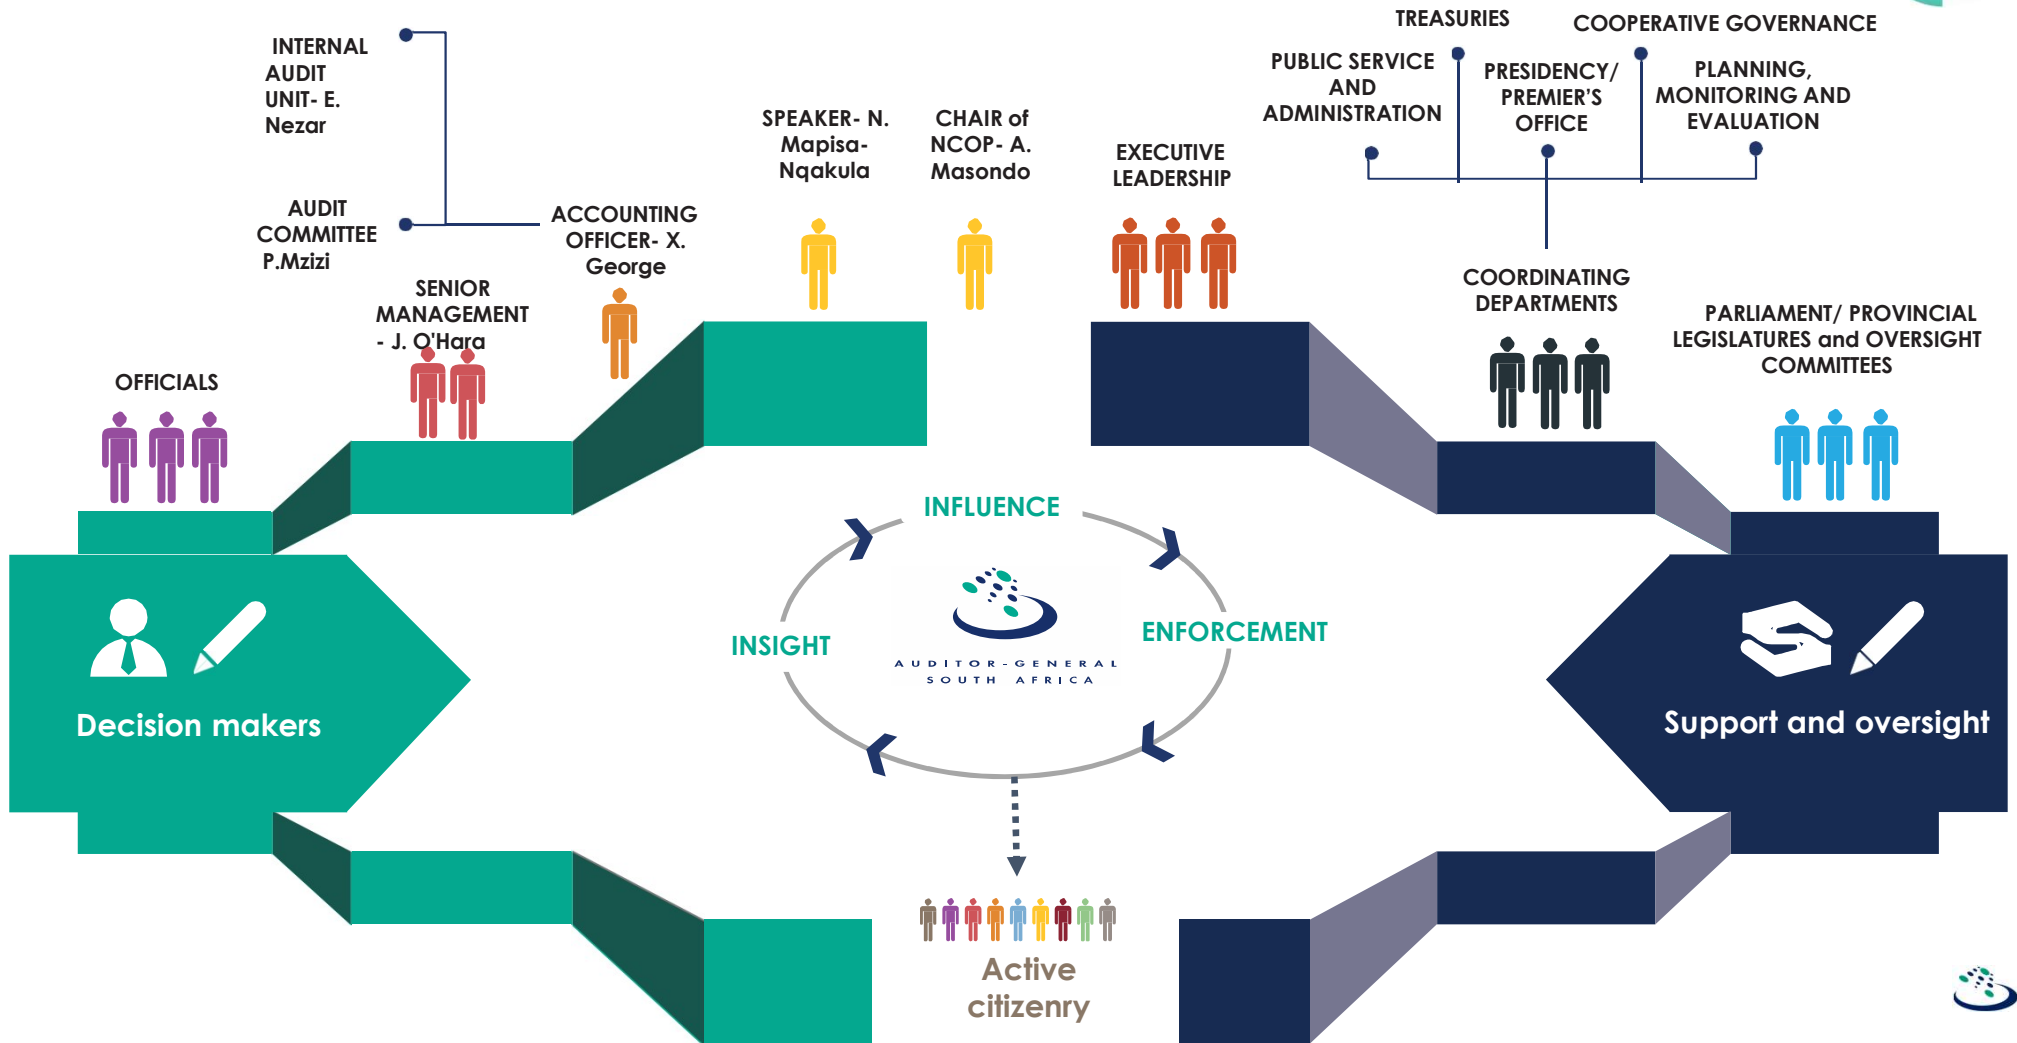 INTERNAL
AUDIT
UNIT- E.
Nezar
AUDIT
COMMITTEE
P.Mzizi
ACCOUNTING
OFFICER- X.
George
SENIOR
MANAGEMENT
- J. O'Hara
OFFICIALS
SPEAKER- N.
Mapisa-
Nqakula
CHAIR of
NCOP- A.
Masondo
EXECUTIVE
LEADERSHIP
TREASURIES
COOPERATIVE GOVERNANCE
PUBLIC SERVICE
AND
ADMINISTRATION
PRESIDENCY/
PREMIER'S
OFFICE
PLANNING,
MONITORING AND
EVALUATION
COORDINATING
DEPARTMENTS
PARLIAMENT/ PROVINCIAL
LEGISLATURES and OVERSIGHT
COMMITTEES
INFLUENCE
INSIGHT
ENFORCEMENT
AUDITOR-GENERAL
SOUTH AFRICA
Decision makers
Support and oversight
Active
citizenry